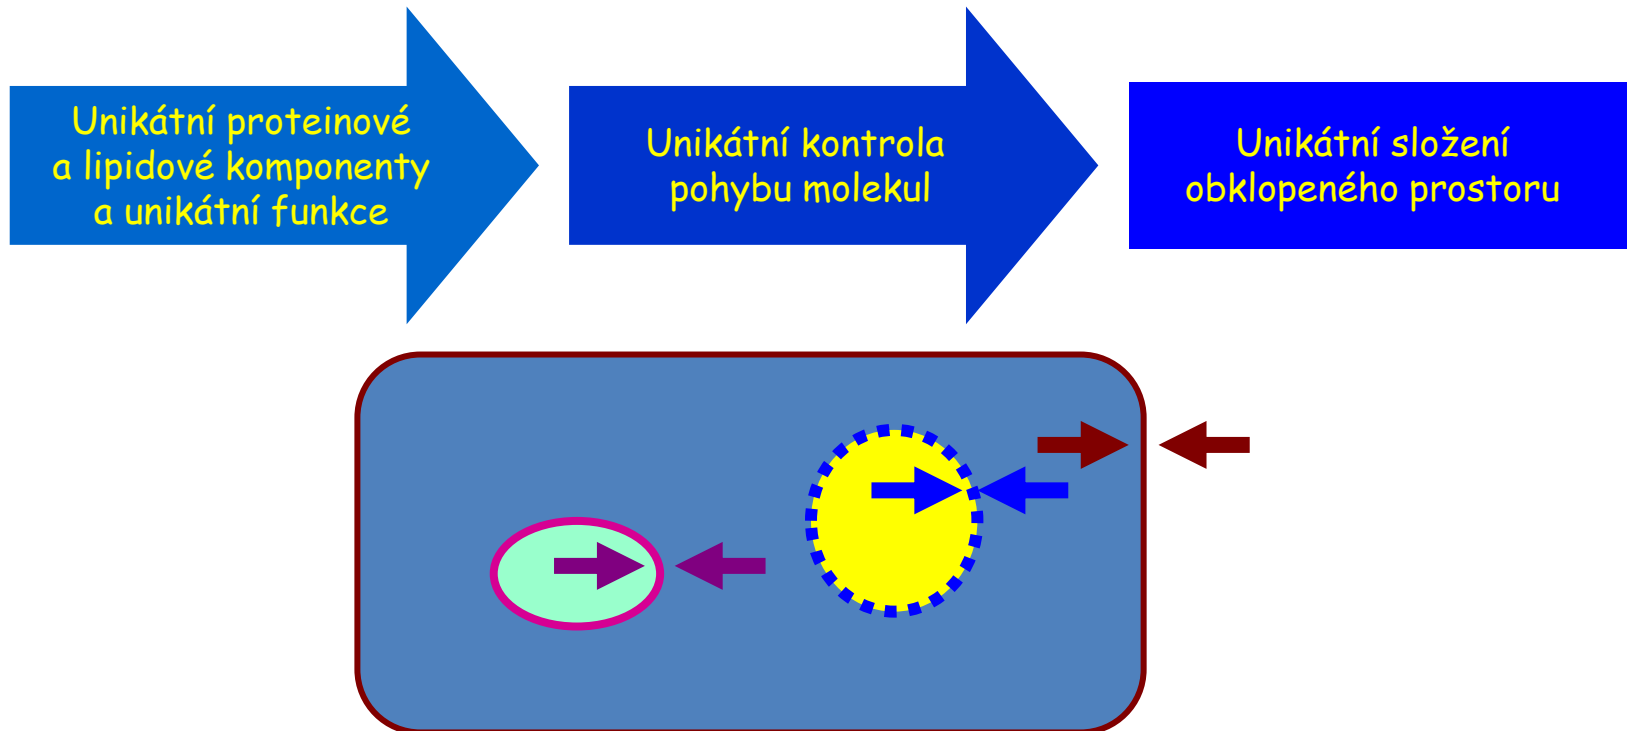 Unikátní proteinové
a lipidové komponenty
a unikátní funkce
Unikátní kontrola
pohybu molekul
Unikátní složení
obklopeného prostoru